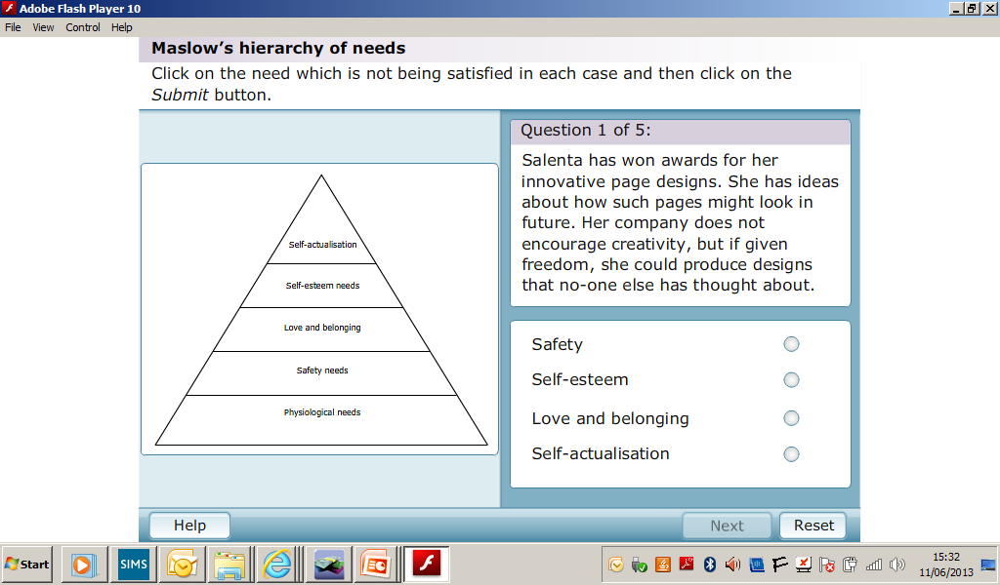 Adobe Flash Player 10
File View Control Help
Maslow's hierarchy of needs
Click on the need which is not being satisfied in each case and then click on the
Submit button.
Self-actualisation
Self-esteem needs
Love and belonging
Safety needs
Physiological needs
Question 1 of 5:
Salenta has won awards for her
innovative page designs. She has ideas
about how such pages might look in
future. Her company does not
encourage creativity, but if given
freedom, she could produce designs
that no-one else has thought about.
Safety
Self-esteem
Love and belonging
Self-actualisation
Help
Next
Reset
Start
SIMS
15:32
11/06/2013